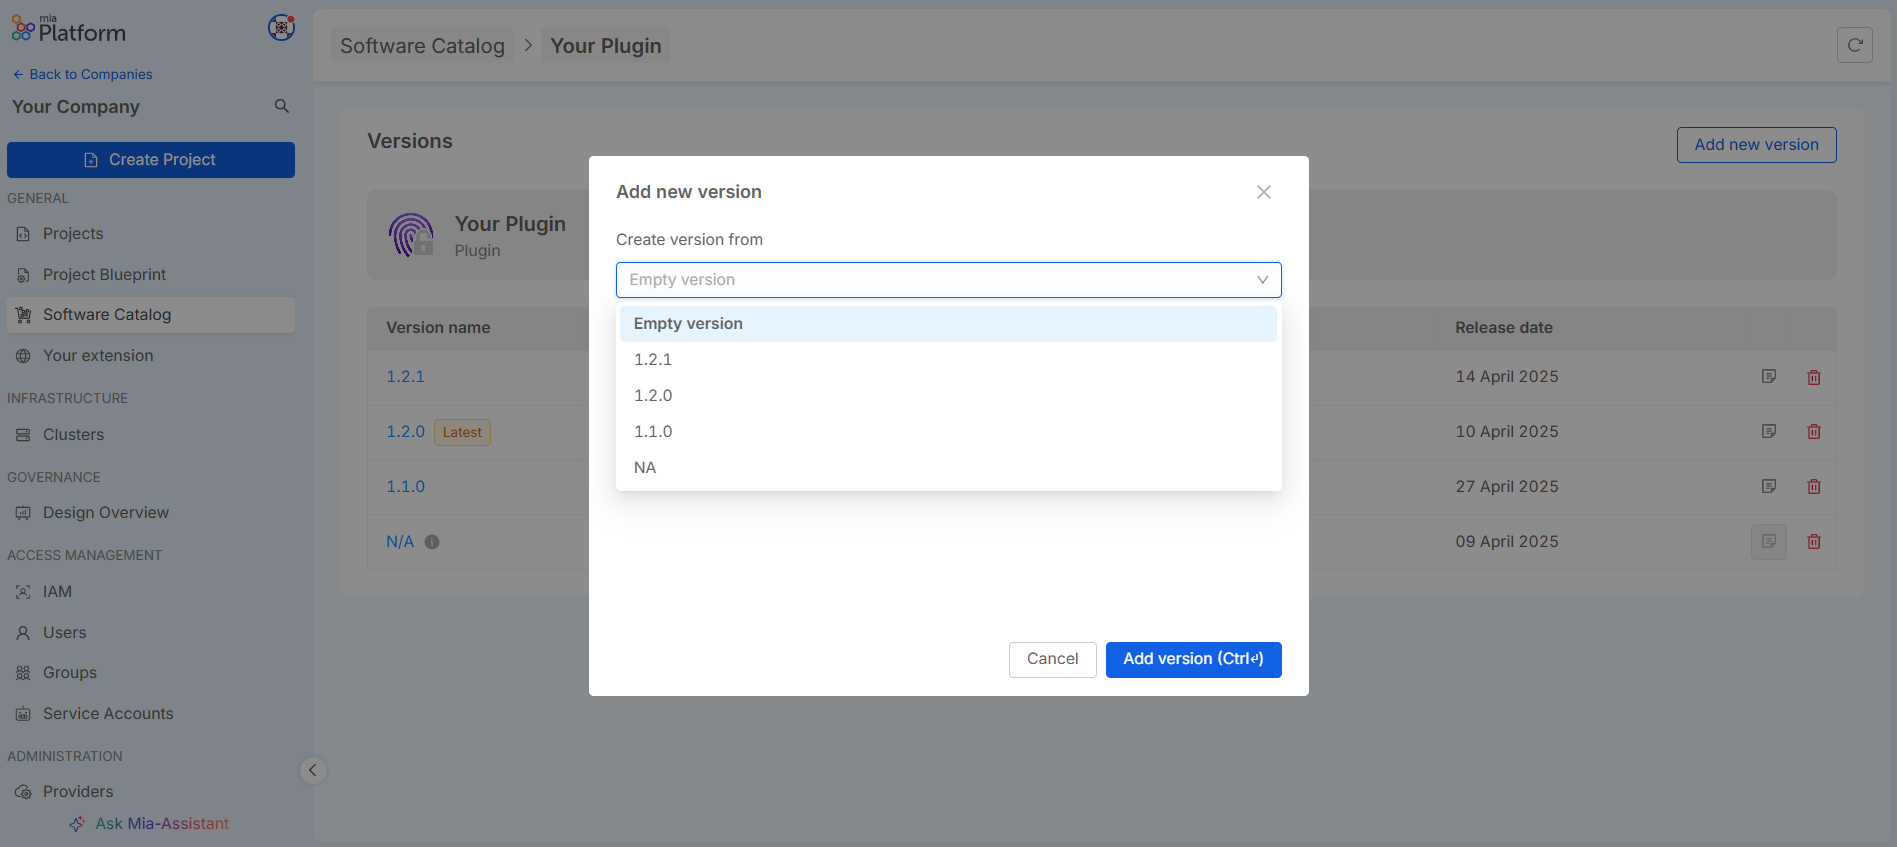 mia
Platform
Back to Companies
Your Company
Create Project
GENERAL
Projects
Project Blueprint
Software Catalog
Your extension
INFRASTRUCTURE
Clusters
GOVERNANCE
Design Overview
ACCESS MANAGEMENT
IAM
Users
Groups
Service Accounts
ADMINISTRATION
Providers
Ask Mia-Assistant
Software Catalog > Your Plugin
Versions
Add new version
Your Plugin
Plugin
Version name Release date
1.2.1 14 April 2025
1.2.0 Latest 10 April 2025
1.1.0 27 April 2025
N/A 09 April 2025
Add new version
Create version from
Empty version
Empty version
1.2.1
1.2.0
1.1.0
NA
Cancel
Add version (Ctrl↵)